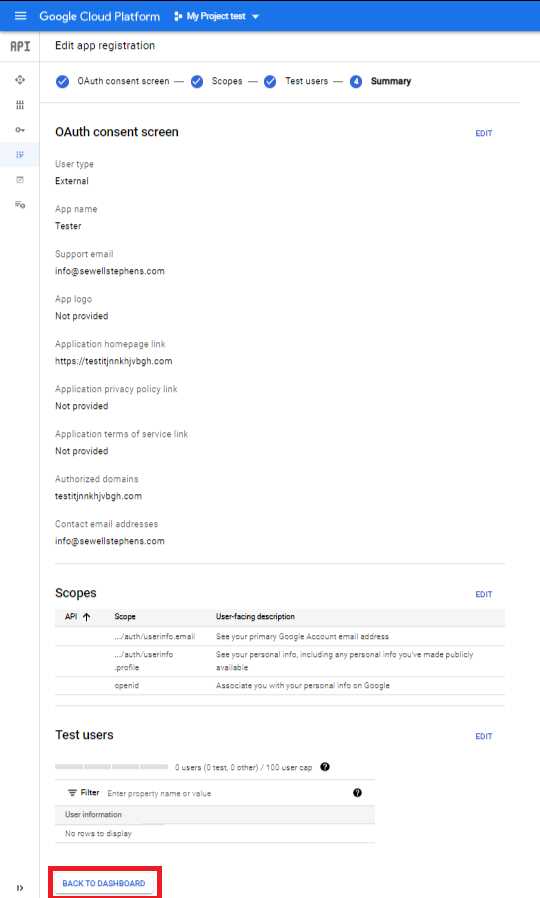 Google Cloud Platform My Project test
API Edit app registration
OAuth consent screen — Scopes — Test users — 4 Summary
OAuth consent screen EDIT
User type
External
App name
Tester
Support email
info@sewellstephens.com
App logo
Not provided
Application homepage link
https://testitjnnkhjvbgh.com
Application privacy policy link
Not provided
Application terms of service link
Not provided
Authorized domains
testitjnnkhjvbgh.com
Contact email addresses
info@sewellstephens.com
Scopes EDIT
API Scope User-facing description
.../auth/userinfo.email See your primary Google Account email address
.../auth/userinfo See your personal info, including any personal info you've made publicly
.profile available
openid Associate you with your personal info on Google
Test users EDIT
0 users (0 test, 0 other) / 100 user cap
Filter Enter property name or value
User information
No rows to display
BACK TO DASHBOARD